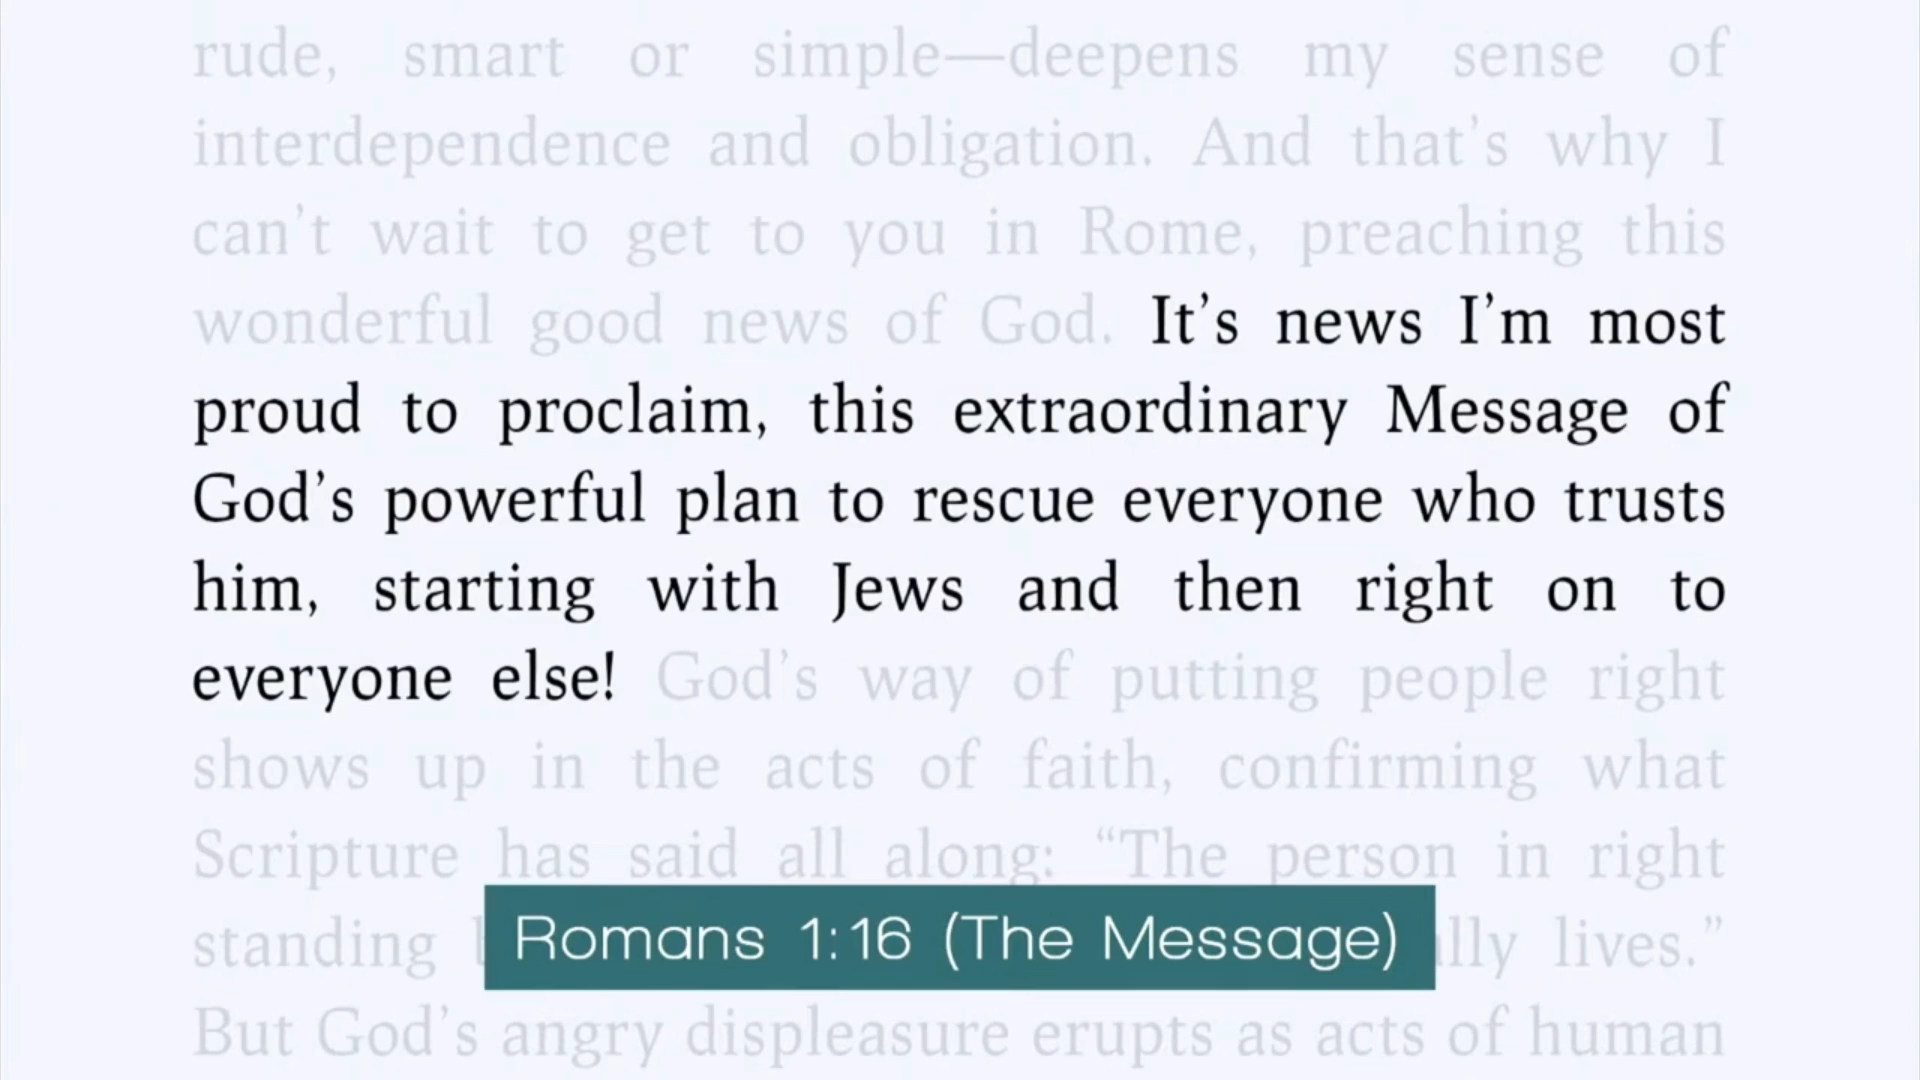 rude, smart or simple—deepens my sense of
interdependence and obligation. And that’s why I
can’t wait to get to you in Rome, preaching this
wonderful good news of God. It’s news I’m most
proud to proclaim, this extraordinary Message of
God’s powerful plan to rescue everyone who trusts
him, starting with Jews and then right on to
everyone else! God’s way of putting people right
shows up in the acts of faith, confirming what
Scripture has said all along: “The person in right
standing lives.”
Romans 1:16 (The Message)
But God’s angry displeasure erupts as acts of human